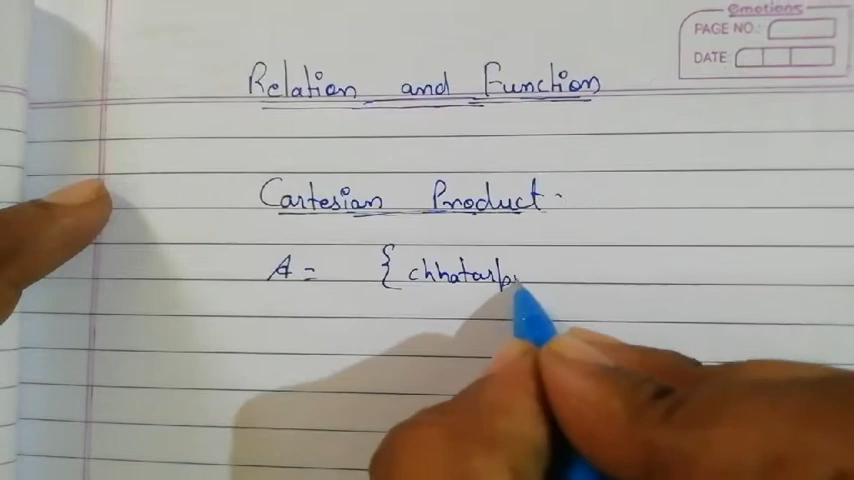 emotions
PAGE NO.:
DATE
Relation and Function
Cartesian Product.
A = { chhatarp